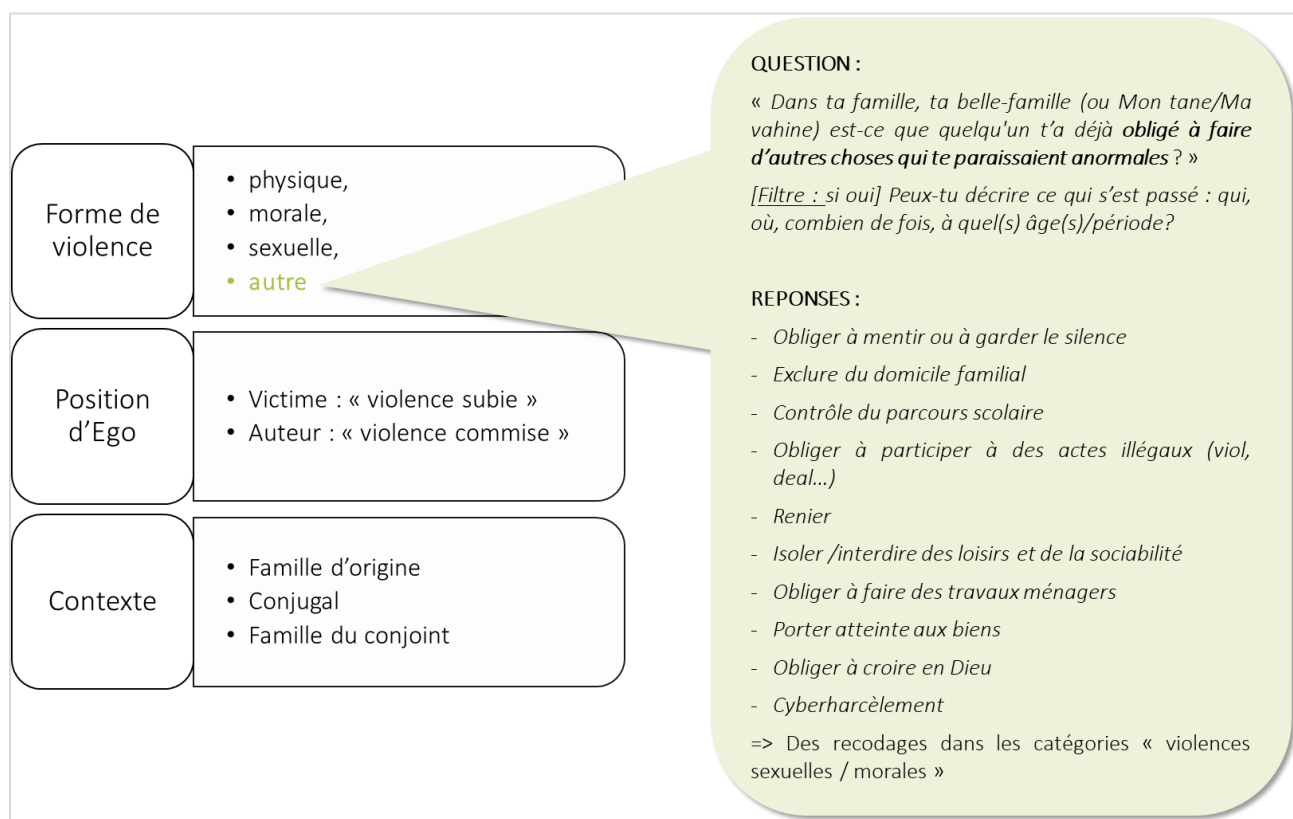 Forme de
violence
• physique,
• morale,
• sexuelle,
• autre
Position
d’Ego
• Victime : « violence subie »
• Auteur : « violence commise »
Contexte
• Famille d’origine
• Conjugal
• Famille du conjoint
QUESTION :
« Dans ta famille, ta belle-famille (ou Mon tane/Ma
vahine) est-ce que quelqu'un t’a déjà obligé à faire
d’autres choses qui te paraissaient anormales ? »
[Filtre : si oui] Peux-tu décrire ce qui s’est passé : qui,
où, combien de fois, à quel(s) âge(s)/période?
REPONSES :
- Obliger à mentir ou à garder le silence
- Exclure du domicile familial
- Contrôle du parcours scolaire
- Obliger à participer à des actes illégaux (viol,
deal…)
- Renier
- Isoler /interdire des loisirs et de la sociabilité
- Obliger à faire des travaux ménagers
- Porter atteinte aux biens
- Obliger à croire en Dieu
- Cyberharcèlement
=> Des recodages dans les catégories « violences
sexuelles / morales »